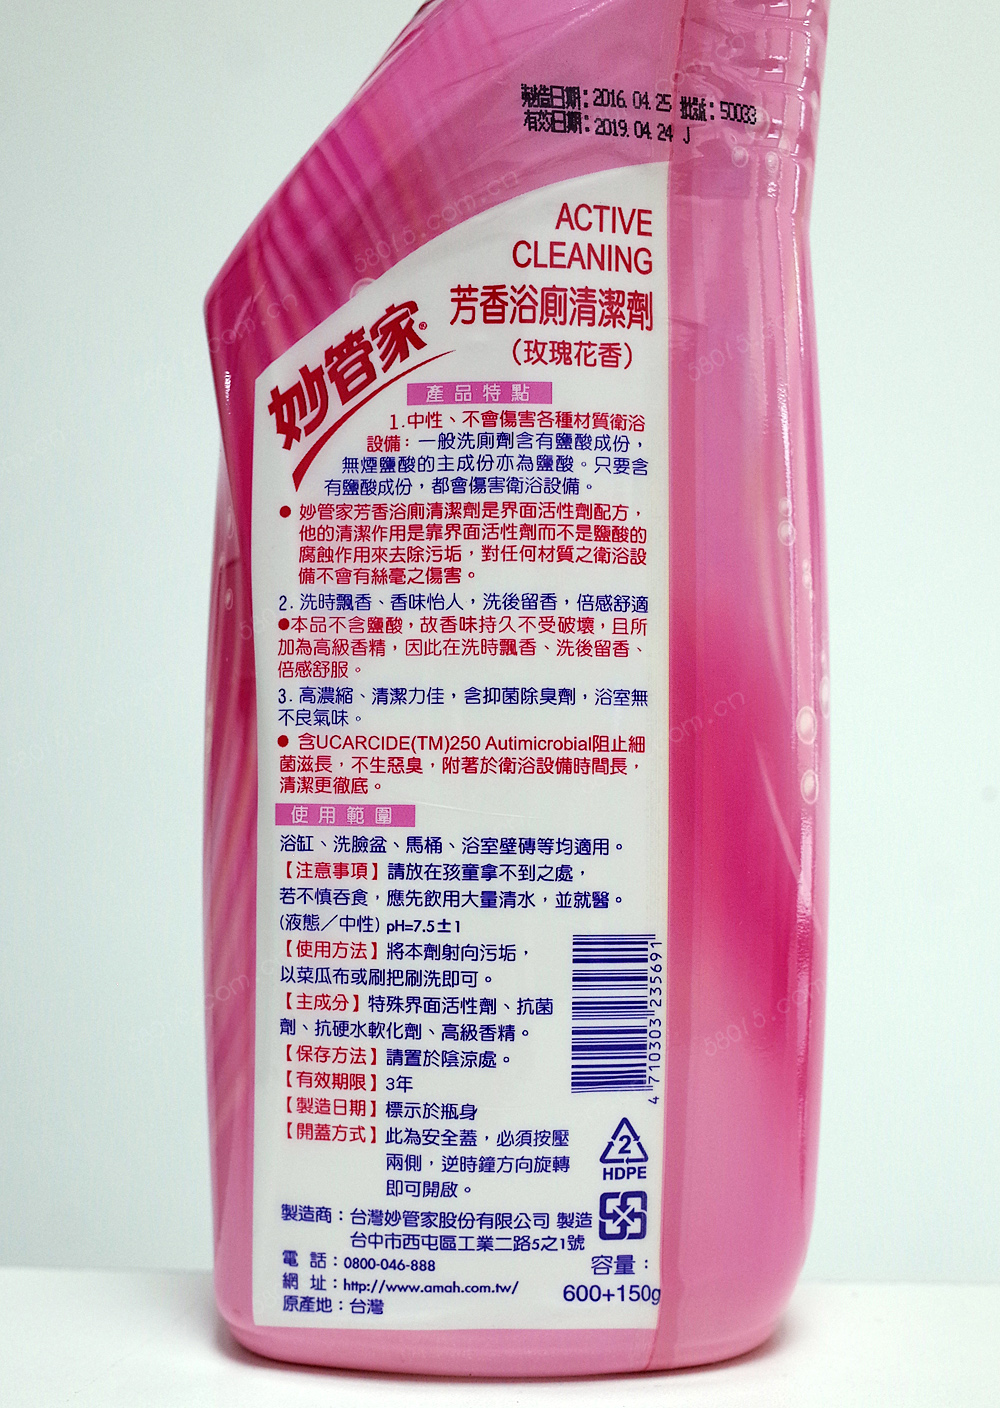 製造日期:2016.04.25 批號:50033
有效日期:2019.04.24 J
ACTIVE
CLEANING
芳香浴廁清潔劑
(玫瑰花香)
妙管家®
產品特點
1.中性、不會傷害各種材質衛浴
設備:一般洗廁劑含有鹽酸成份,
無煙鹽酸的主成份亦為鹽酸。只要含
有鹽酸成份,都會傷害衛浴設備。
● 妙管家芳香浴廁清潔劑是界面活性劑配方,
他的清潔作用是靠界面活性劑而不是鹽酸的
腐蝕作用來去除污垢,對任何材質之衛浴設
備不會有絲毫之傷害。
2. 洗時飄香、香味怡人,洗後留香,倍感舒適
●本品不含鹽酸,故香味持久不受破壞,且所
加為高級香精,因此在洗時飄香、洗後留香、
倍感舒服。
3. 高濃縮、清潔力佳,含抑菌除臭劑,浴室無
不良氣味。
● 含UCARCIDE(TM)250 Autimicrobial阻止細
菌滋長,不生惡臭,附著於衛浴設備時間長,
清潔更徹底。
使用範圍
浴缸、洗臉盆、馬桶、浴室壁磚等均適用。
【注意事項】請放在孩童拿不到之處,
若不慎吞食,應先飲用大量清水,並就醫。
(液態/中性) pH=7.5±1
【使用方法】將本劑射向污垢,
以菜瓜布或刷把刷洗即可。
【主成分】特殊界面活性劑、抗菌
劑、抗硬水軟化劑、高級香精。
【保存方法】請置於陰涼處。
【有效期限】3年
【製造日期】標示於瓶身
【開蓋方式】此為安全蓋,必須按壓
兩側,逆時鐘方向旋轉
即可開啟。
4 710303 235691
2
HDPE
製造商:台灣妙管家股份有限公司 製造
台中市西屯區工業二路5之1號
電 話:0800-046-888
網 址:http://www.amah.com.tw/
原產地:台灣
容量:
600+150g
58015.com.cn